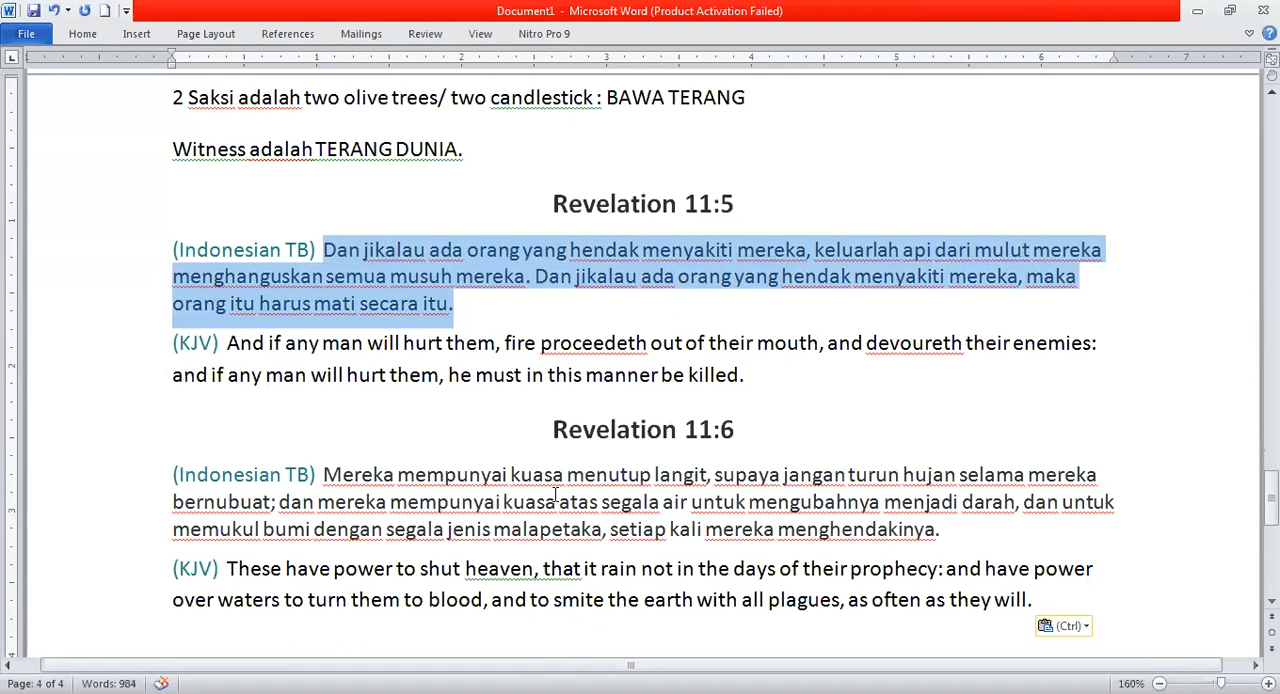 Document1 - Microsoft Word (Product Activation Failed)
File Home Insert Page Layout References Mailings Review View Nitro Pro 9
1 2 3 4 5 6 7
2 Saksi adalah two olive trees/ two candlestick : BAWA TERANG
Witness adalah TERANG DUNIA.
Revelation 11:5
(Indonesian TB) Dan jikalau ada orang yang hendak menyakiti mereka, keluarlah api dari mulut mereka
menghanguskan semua musuh mereka. Dan jikalau ada orang yang hendak menyakiti mereka, maka
orang itu harus mati secara itu.
(KJV) And if any man will hurt them, fire proceedeth out of their mouth, and devoureth their enemies:
and if any man will hurt them, he must in this manner be killed.
Revelation 11:6
(Indonesian TB) Mereka mempunyai kuasa menutup langit, supaya jangan turun hujan selama mereka
bernubuat; dan mereka mempunyai kuasa atas segala air untuk mengubahnya menjadi darah, dan untuk
memukul bumi dengan segala jenis malapetaka, setiap kali mereka menghendakinya.
(KJV) These have power to shut heaven, that it rain not in the days of their prophecy: and have power
over waters to turn them to blood, and to smite the earth with all plagues, as often as they will.
(Ctrl)
Page: 4 of 4 Words: 984 160%